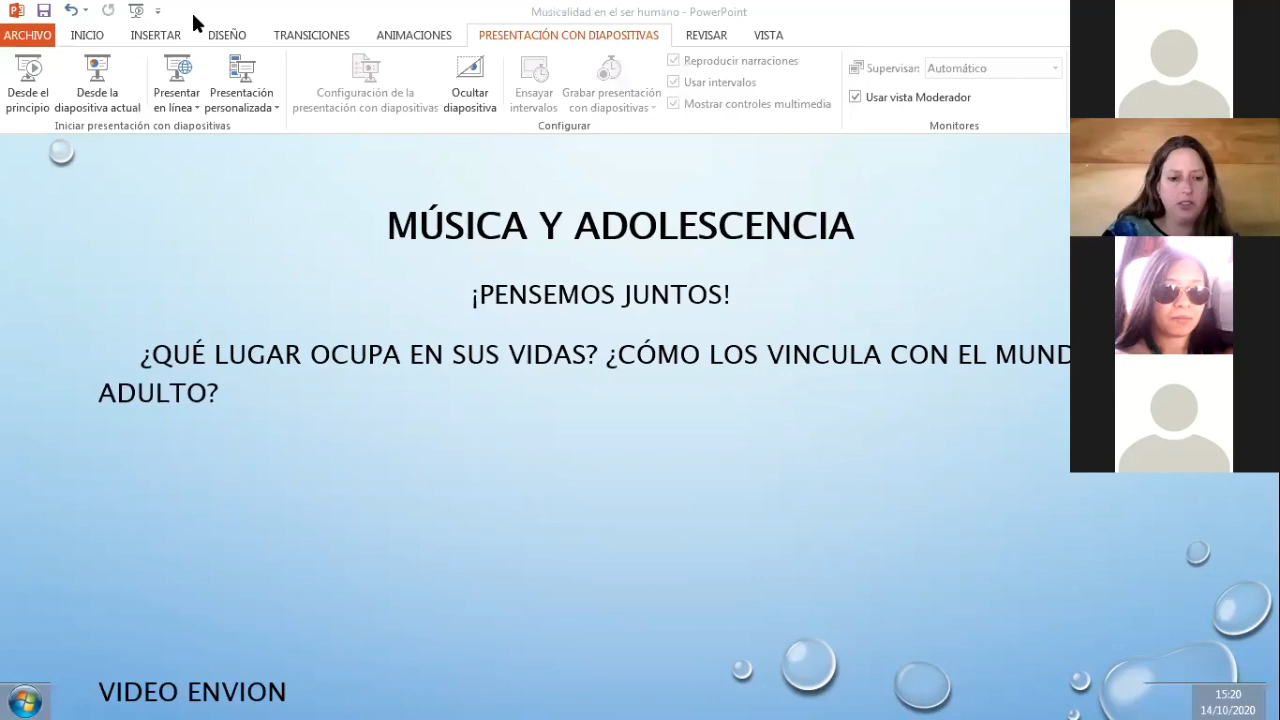 Musicalidad en el ser humano - PowerPoint
ARCHIVO INICIO INSERTAR DISEÑO TRANSICIONES ANIMACIONES PRESENTACIÓN CON DIAPOSITIVAS REVISAR VISTA
Desde el principio
Desde la diapositiva actual
Presentar en línea
Presentación personalizada
Configuración de la presentación con diapositivas
Ocultar diapositiva
Ensayar intervalos
Grabar presentación con diapositivas
Reproducir narraciones
Usar intervalos
Mostrar controles multimedia
Supervisar: Automático
Usar vista Moderador
Iniciar presentación con diapositivas
Configurar
Monitores
MÚSICA Y ADOLESCENCIA
¡PENSEMOS JUNTOS!
¿QUÉ LUGAR OCUPA EN SUS VIDAS? ¿CÓMO LOS VINCULA CON EL MUND
ADULTO?
VIDEO ENVION
15:20
14/10/2020